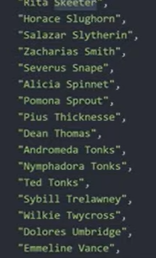 "Rita Skeeter",
"Horace Slughorn",
"Salazar Slytherin",
"Zacharias Smith",
"Severus Snape",
"Alicia Spinnet",
"Pomona Sprout",
"Pius Thicknesse",
"Dean Thomas",
"Andromeda Tonks",
"Nymphadora Tonks",
"Ted Tonks",
"Sybill Trelawney",
"Wilkie Twycross",
"Dolores Umbridge",
"Emmeline Vance",